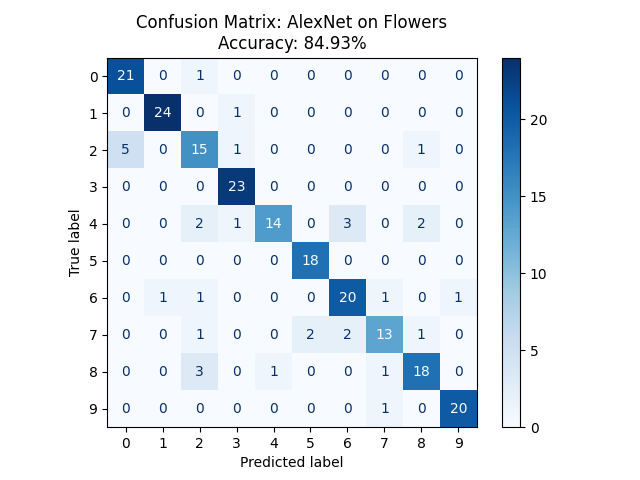 Confusion Matrix: AlexNet on Flowers
Accuracy: 84.93%
0 21 0 1 0 0 0 0 0 0 0
1 0 24 0 1 0 0 0 0 0 0
2 5 0 15 1 0 0 0 0 1 0
3 0 0 0 23 0 0 0 0 0 0
4 0 0 2 1 14 0 3 0 2 0
5 0 0 0 0 0 18 0 0 0 0
6 0 1 1 0 0 0 20 1 0 1
7 0 0 1 0 0 2 2 13 1 0
8 0 0 3 0 1 0 0 1 18 0
9 0 0 0 0 0 0 0 1 0 20
0 1 2 3 4 5 6 7 8 9
Predicted label
True label
20
15
10
5
0